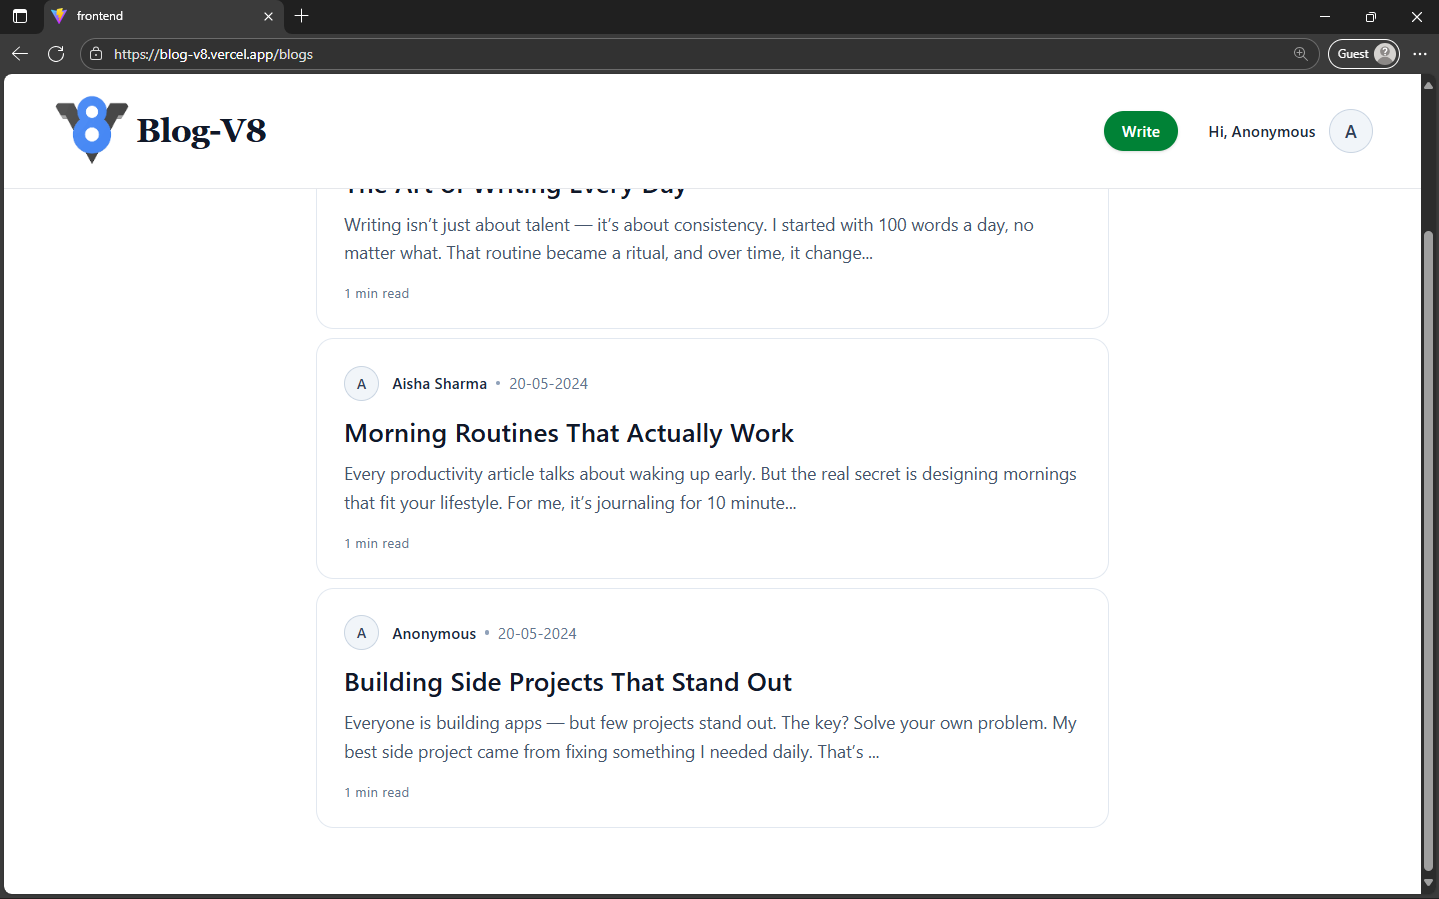 frontend
https://blog-v8.vercel.app/blogs
Guest
Blog-V8
Write
Hi, Anonymous
A
The Art of Writing Every Day
Writing isn’t just about talent — it’s about consistency. I started with 100 words a day, no
matter what. That routine became a ritual, and over time, it change...
1 min read
A
Aisha Sharma • 20-05-2024
Morning Routines That Actually Work
Every productivity article talks about waking up early. But the real secret is designing mornings
that fit your lifestyle. For me, it’s journaling for 10 minute...
1 min read
A
Anonymous • 20-05-2024
Building Side Projects That Stand Out
Everyone is building apps — but few projects stand out. The key? Solve your own problem. My
best side project came from fixing something I needed daily. That’s ...
1 min read